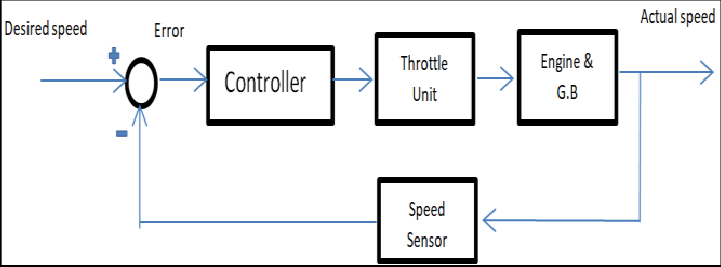 Desired speed
Error
Actual speed
+
Controller
Throttle
Unit
Engine &
G.B
-
Speed
Sensor